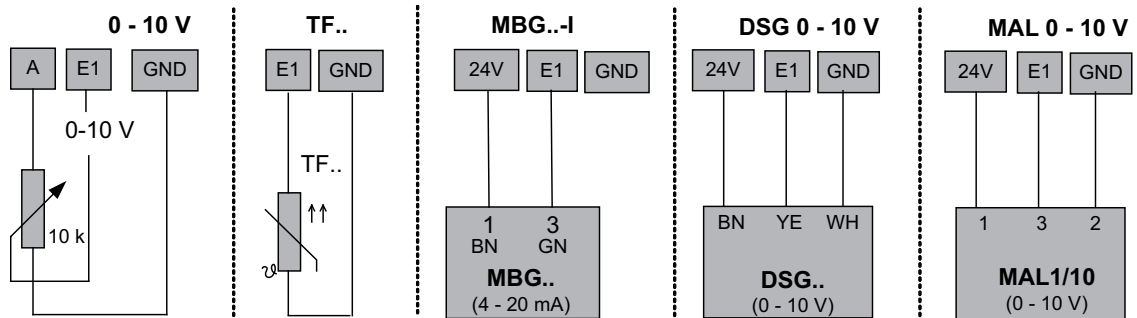 0 - 10 V
A E1 GND
0-10 V
10 k
TF..
E1 GND
TF..
↑↑
ϑ
MBG..-I
24V E1 GND
1 3
BN GN
MBG..
(4 - 20 mA)
DSG 0 - 10 V
24V E1 GND
BN YE WH
DSG..
(0 - 10 V)
MAL 0 - 10 V
24V E1 GND
1 3 2
MAL1/10
(0 - 10 V)